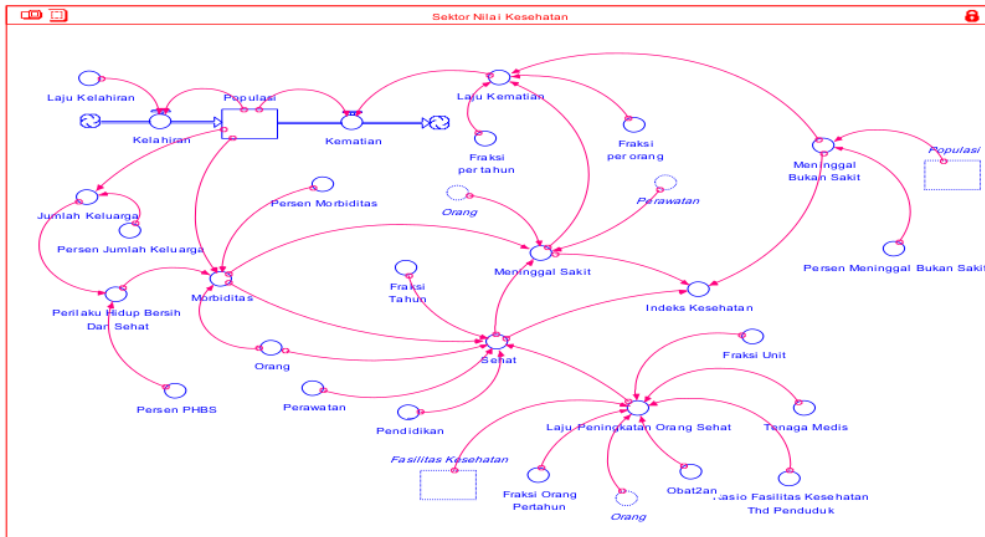 Sektor Nilai Kesehatan
Laju Kelahiran
Populasi
Laju Kematian
Kelahiran
Kematian
Fraksi
per tahun
Fraksi
per orang
Meninggal
Bukan Sakit
Populasi
Jumlah Keluarga
Persen Morbiditas
Orang
Perawatan
Persen Jumlah Keluarga
Persen Meninggal Bukan Sakit
Morbiditas
Fraksi
Tahun
Meninggal Sakit
Indeks Kesehatan
Perilaku Hidup Bersih
Dan Sehat
Orang
Sehat
Fraksi Unit
Persen PHBS
Perawatan
Pendidikan
Laju Peningkatan Orang Sehat
Tenaga Medis
Fasilitas Kesehatan
Fraksi Orang
Pertahun
Orang
Obat2an
Fasilitas Kesehatan
Thd Penduduk